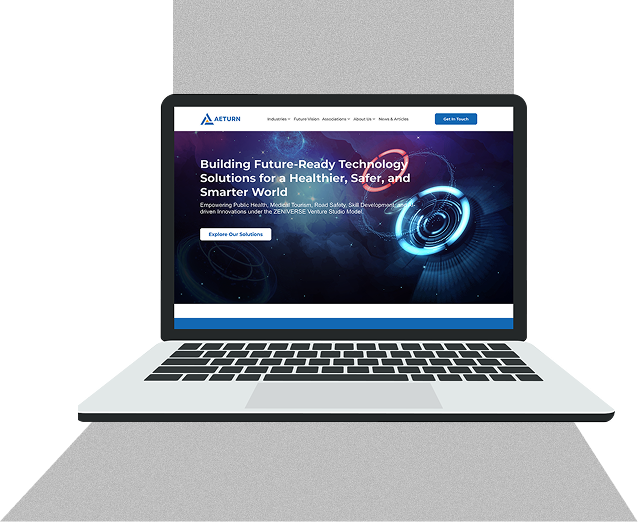 AETURN
Industries Future Vision Associations About Us News & Articles
Get In Touch
Building Future-Ready Technology
Solutions for a Healthier, Safer, and
Smarter World
Empowering Public Health, Medical Tourism, Road Safety, Skill Development, and AI-
driven Innovations under the ZENIVERSE Venture Studio Model.
Explore Our Solutions